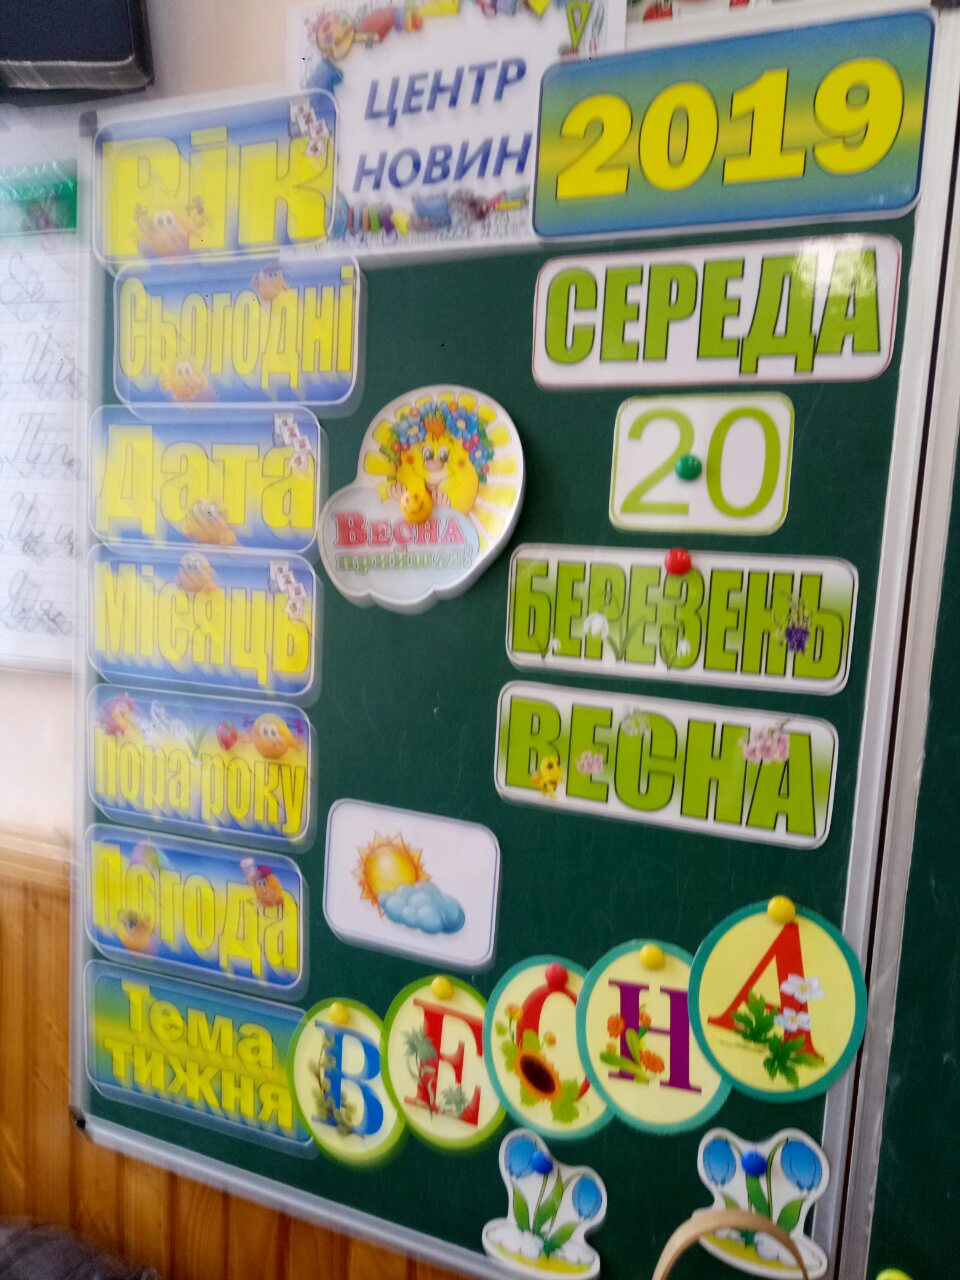 ЦЕНТР
НОВИН
Рік
2019
Сьогодні
СЕРЕДА
Дата
20
Весна
прийшла!
Місяць
БЕРЕЗЕНЬ
Пора року
ВЕСНА
Погода
Тема
тижня
ВЕСНА